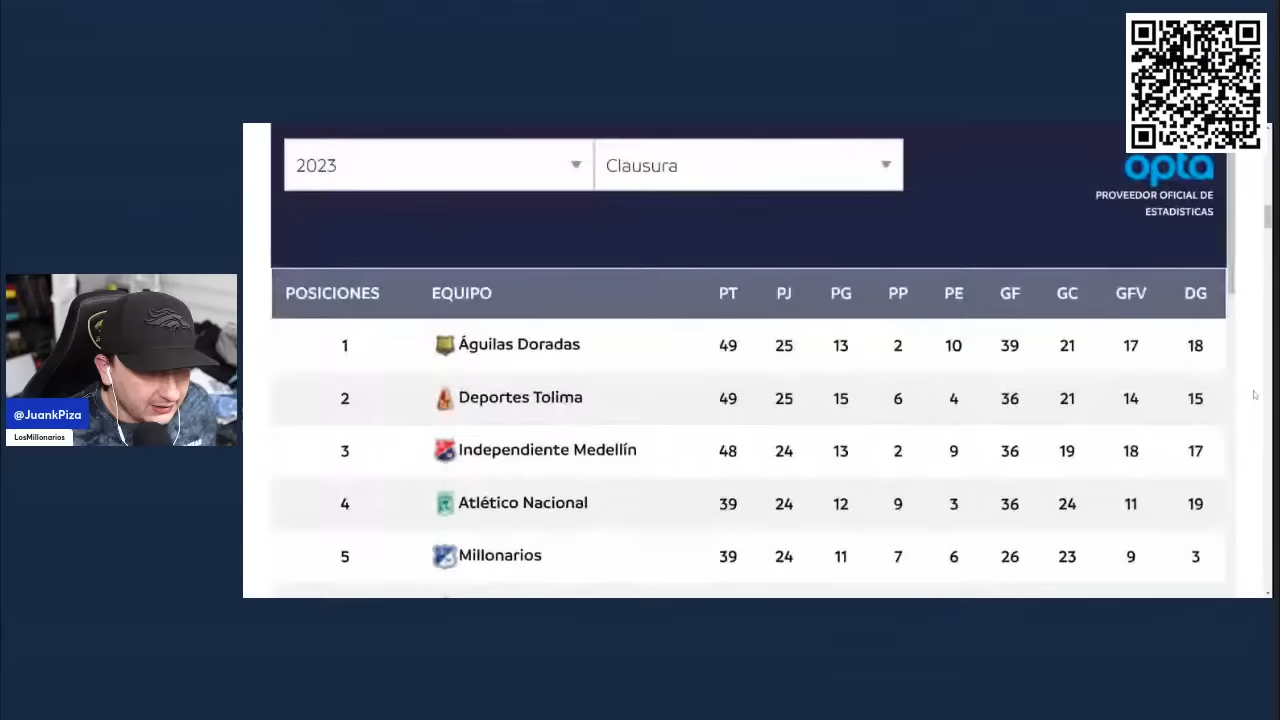 2023 Clausura
opta
PROVEEDOR OFICIAL DE
ESTADISTICAS
POSICIONES EQUIPO PT PJ PG PP PE GF GC GFV DG
1 Águilas Doradas 49 25 13 2 10 39 21 17 18
2 Deportes Tolima 49 25 15 6 4 36 21 14 15
3 Independiente Medellín 48 24 13 2 9 36 19 18 17
4 Atlético Nacional 39 24 12 9 3 36 24 11 19
5 Millonarios 39 24 11 7 6 26 23 9 3
@JuankPiza
LosMillonarios